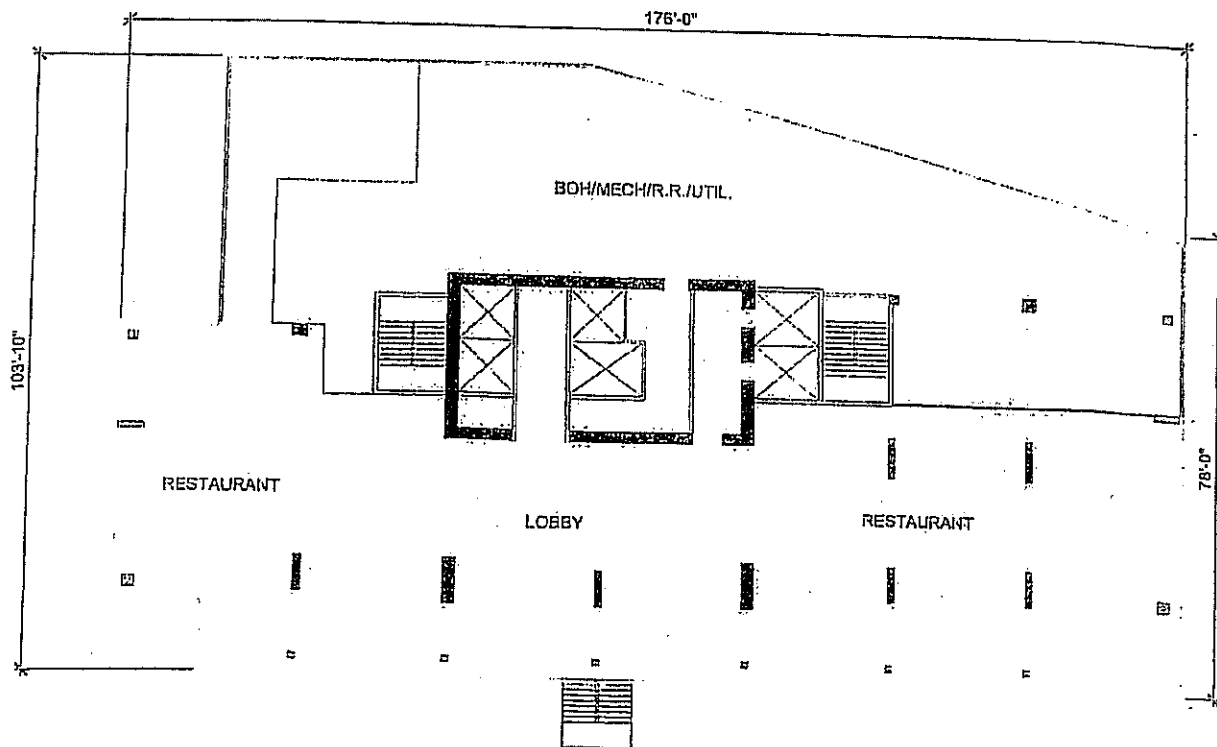 176'-0"
BOH/MECH/R.R./UTIL.
103'-10"
RESTAURANT
LOBBY
RESTAURANT
78'-0"